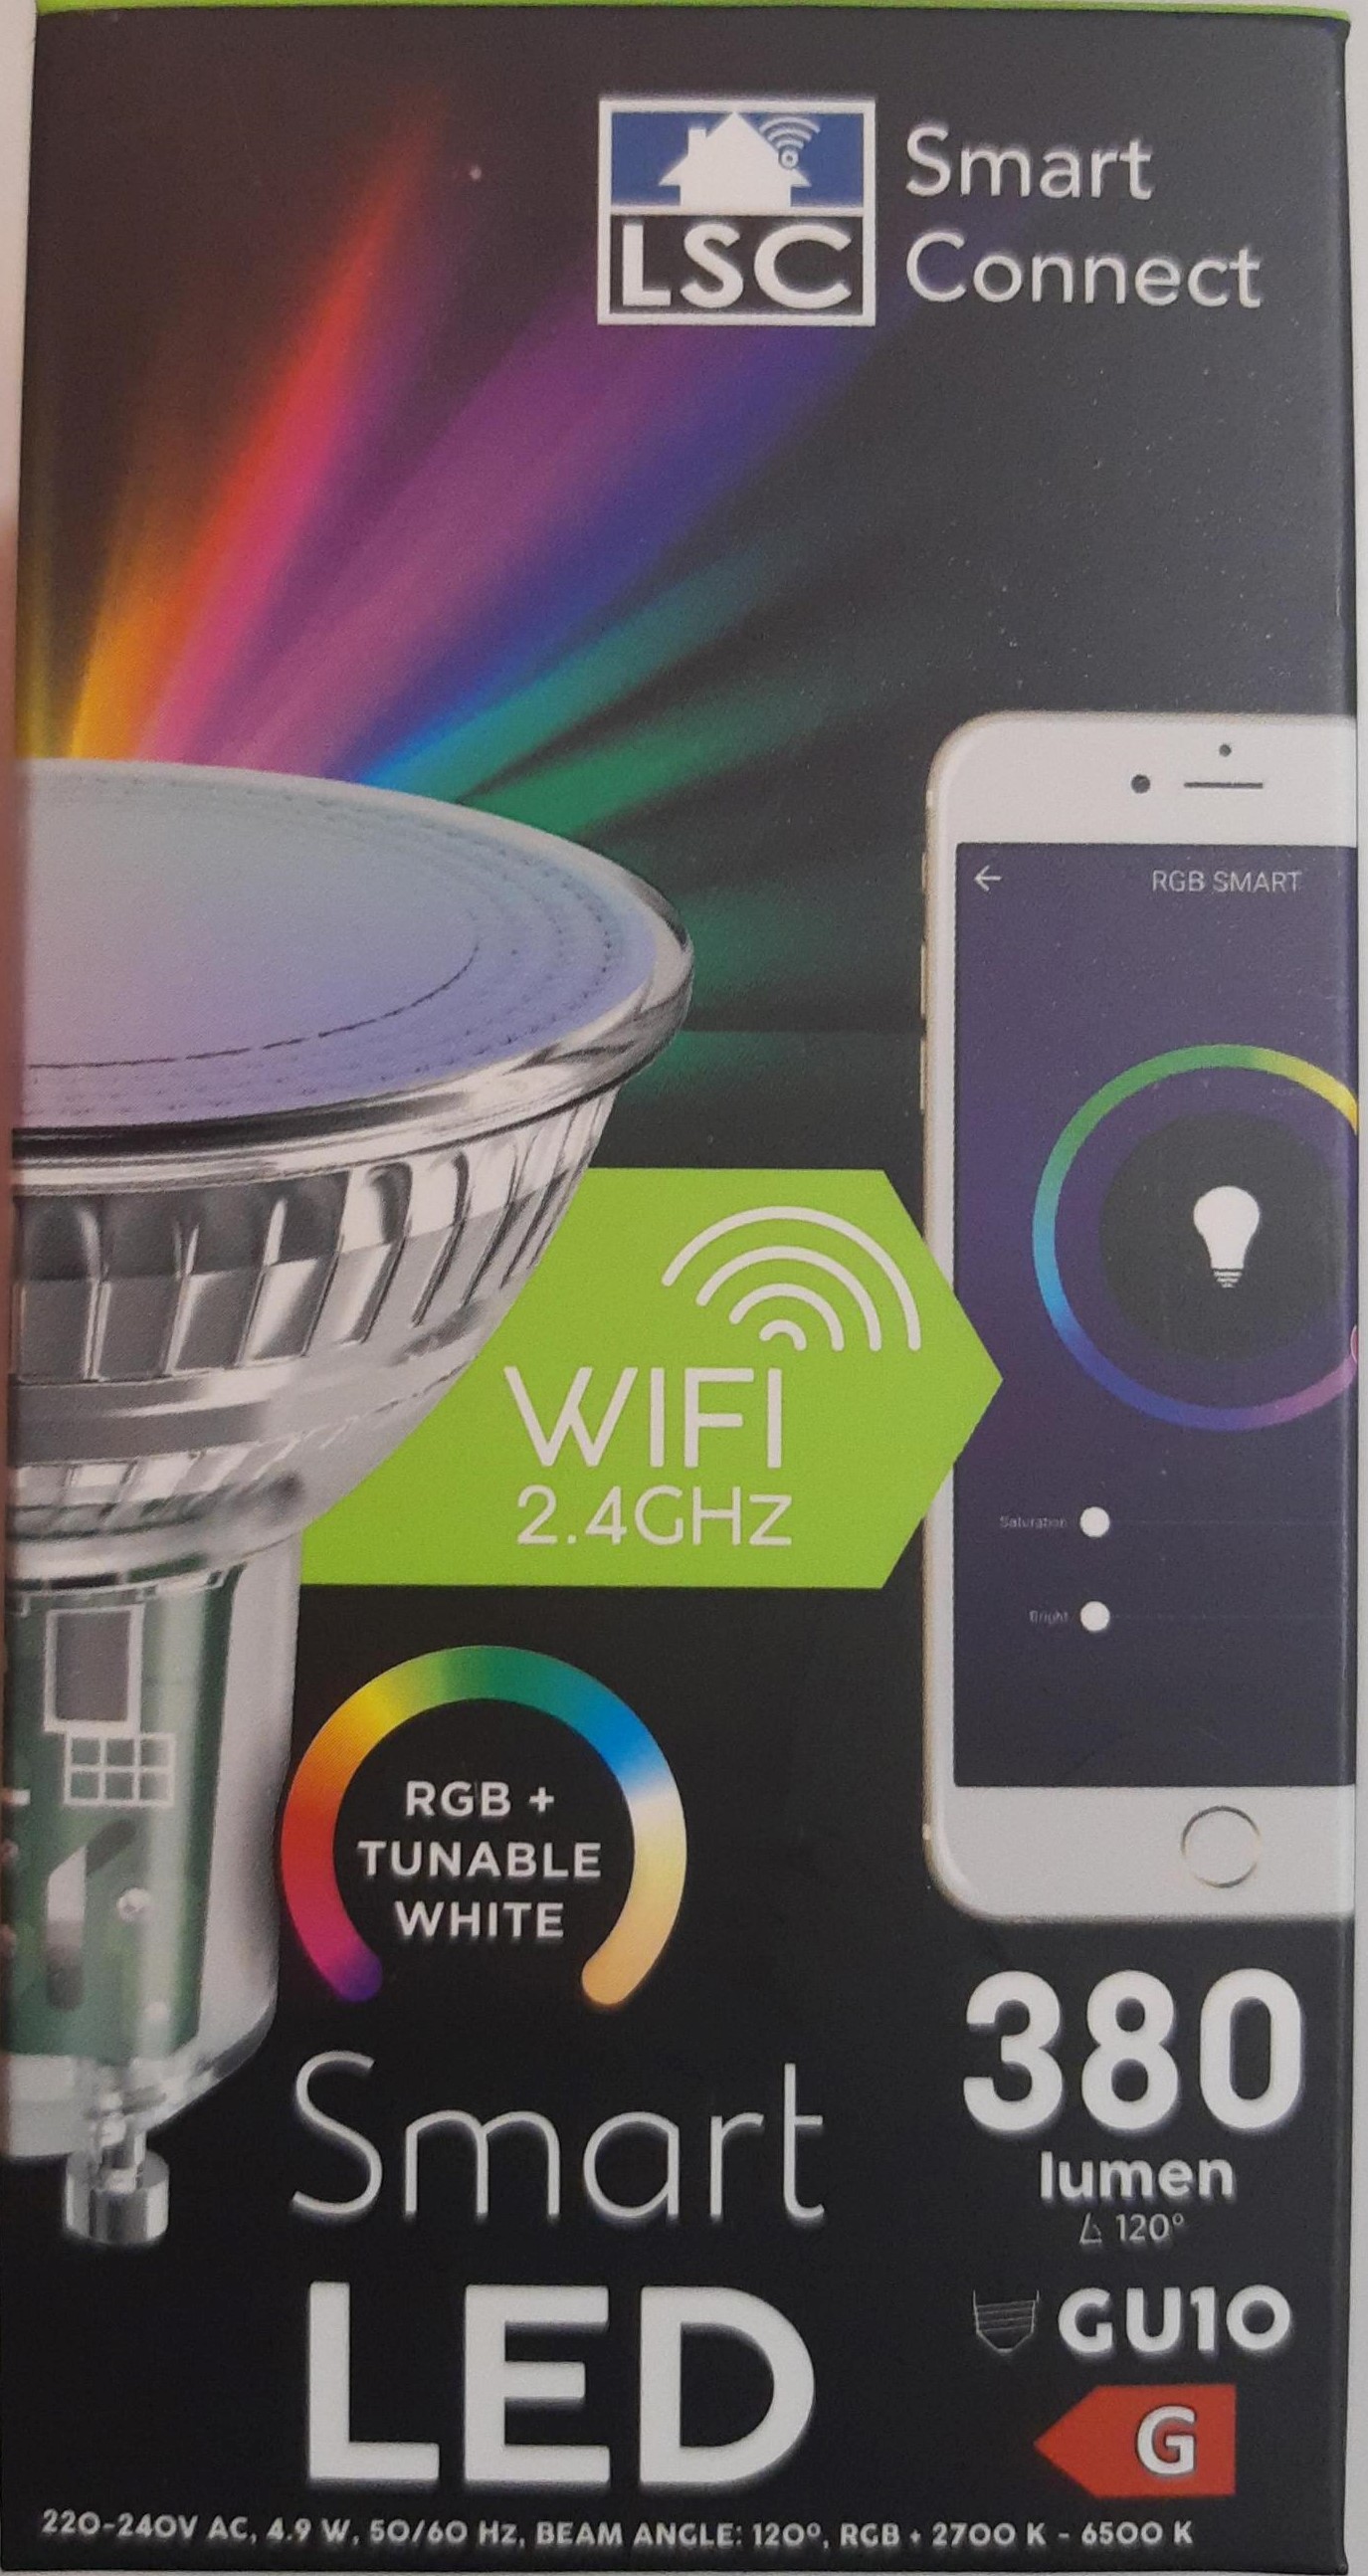 LSC
Smart
Connect
RGB SMART
WIFI
2.4GHz
Saturation
Bright
RGB +
TUNABLE
WHITE
380
lumen
120°
Smart
LED
GU10
G
220-240V AC, 4.9 W, 50/60 Hz, BEAM ANGLE: 120°, RGB + 2700 K - 6500 K